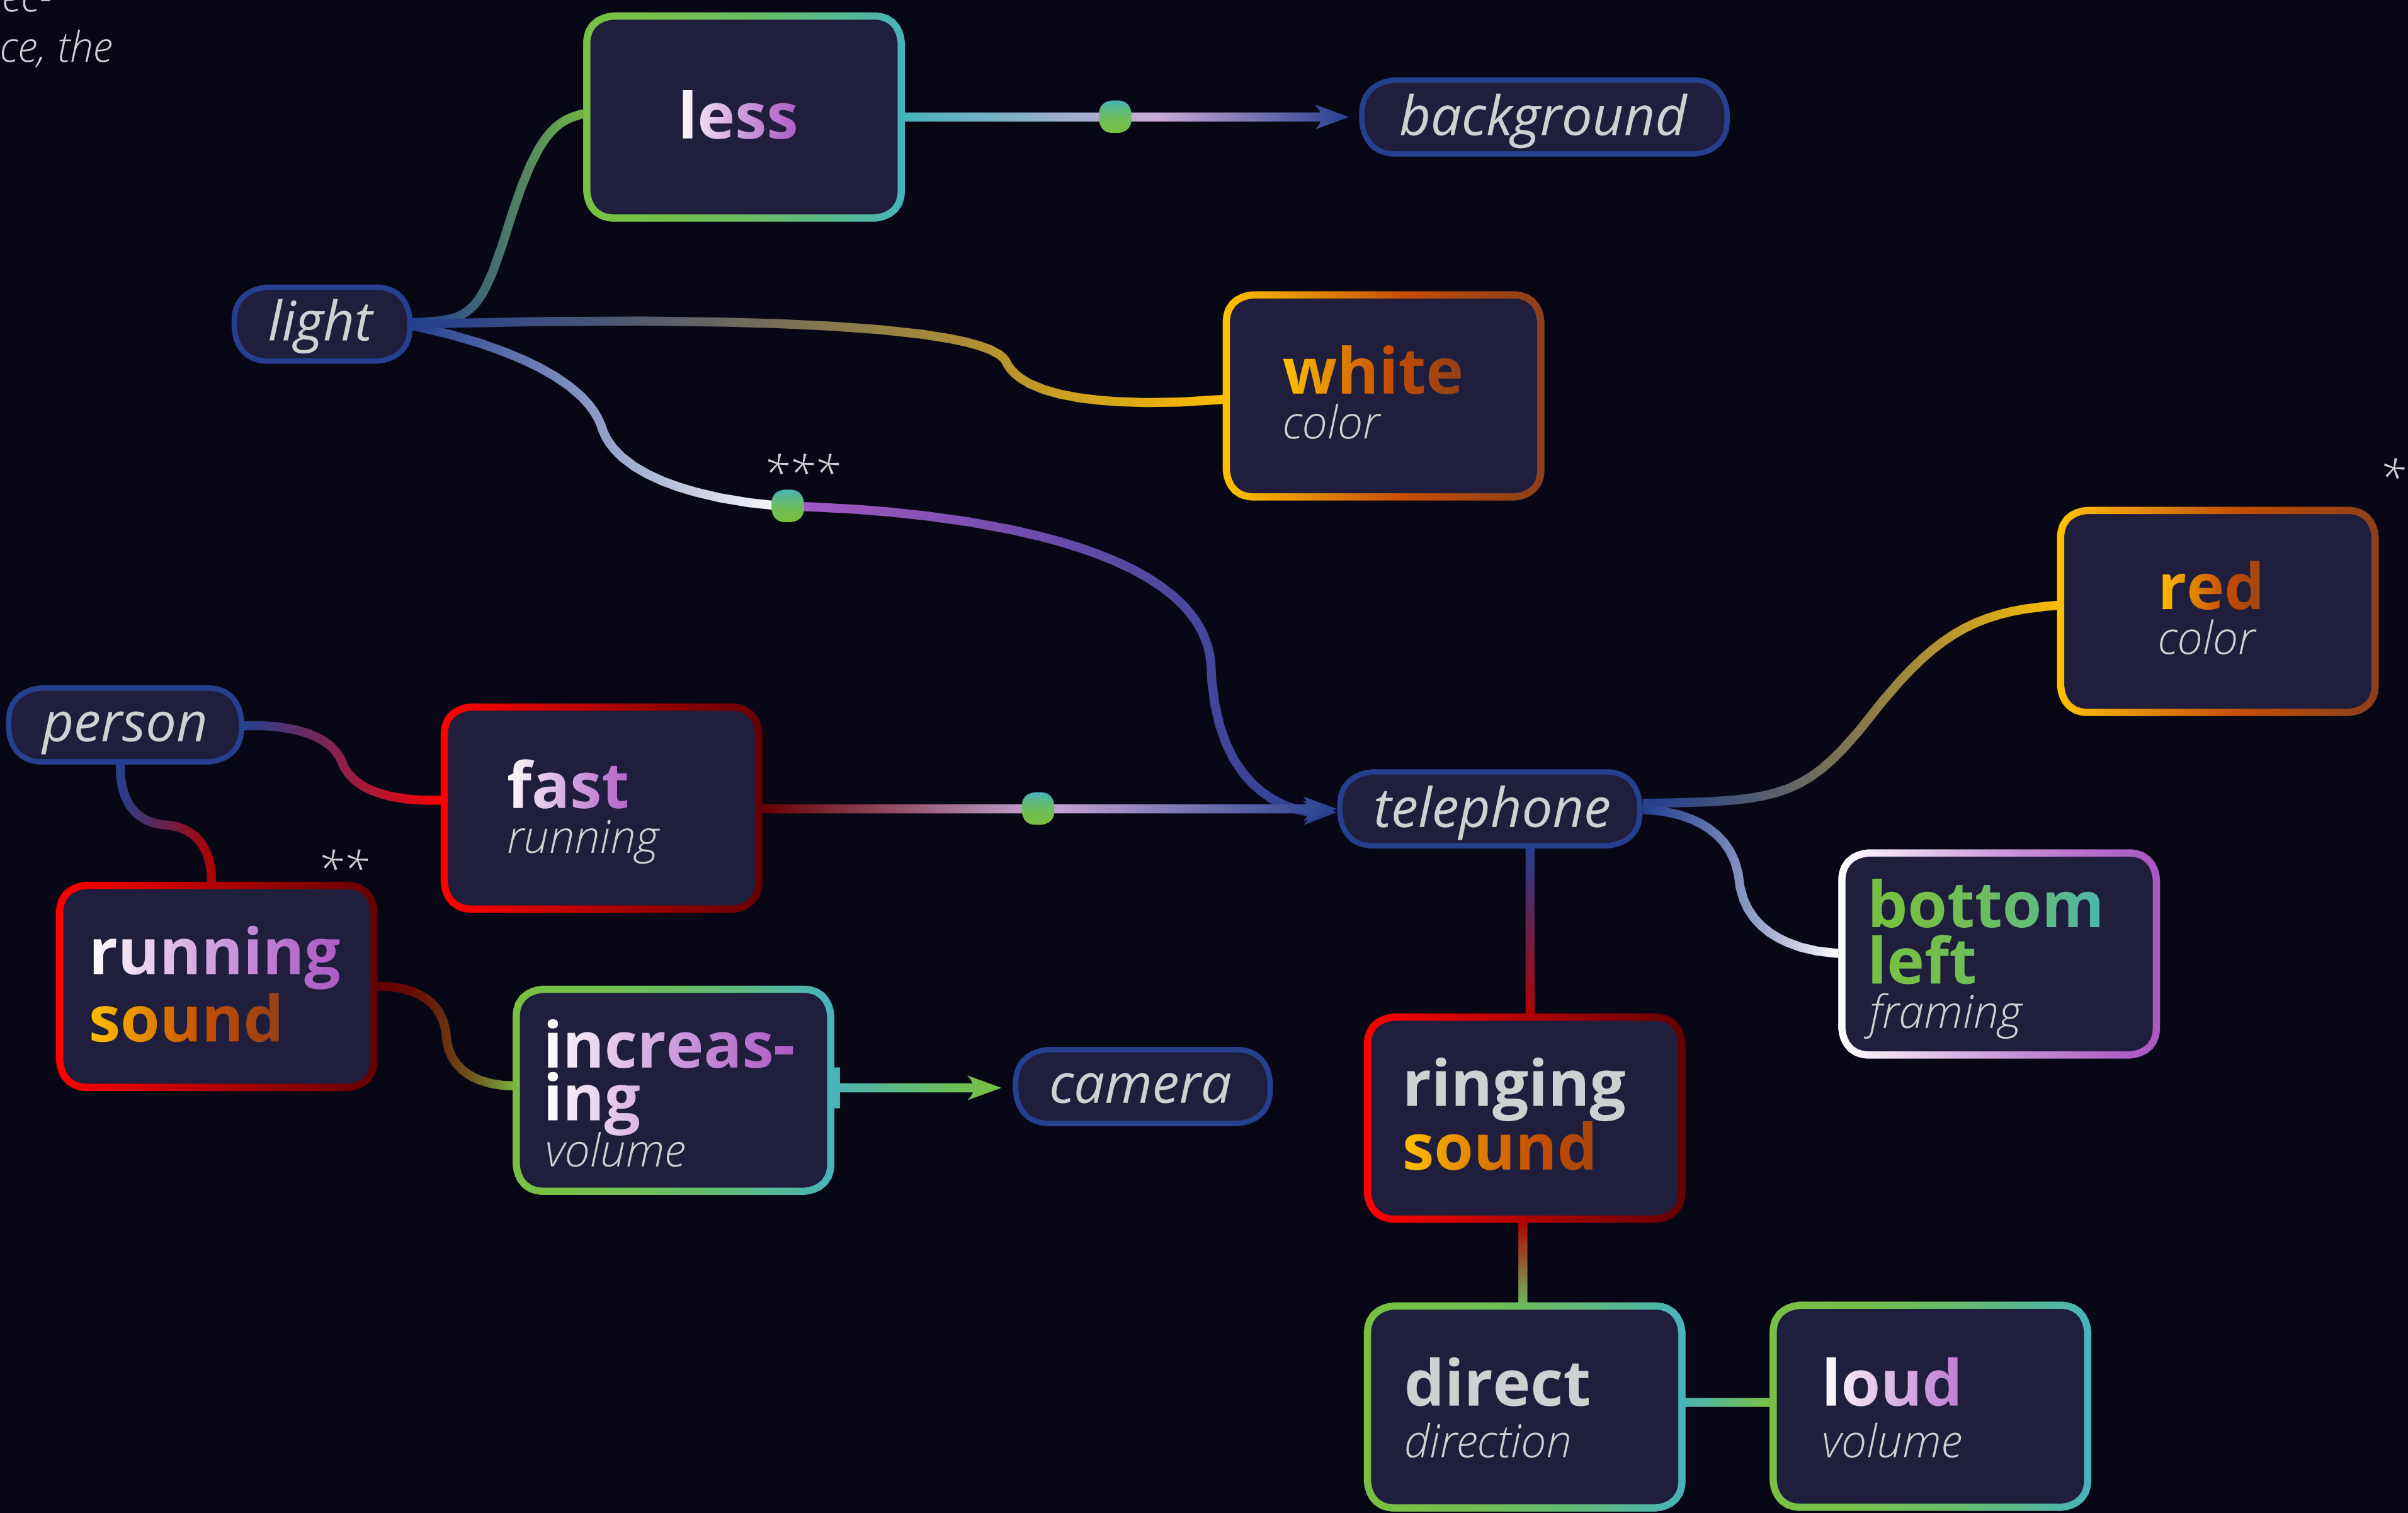 ce, the
less
background
light
white
color
***
*
red
color
person
fast
running
telephone
**
running
sound
bottom
left
framing
increas-
ing
volume
camera
ringing
sound
direct
direction
loud
volume